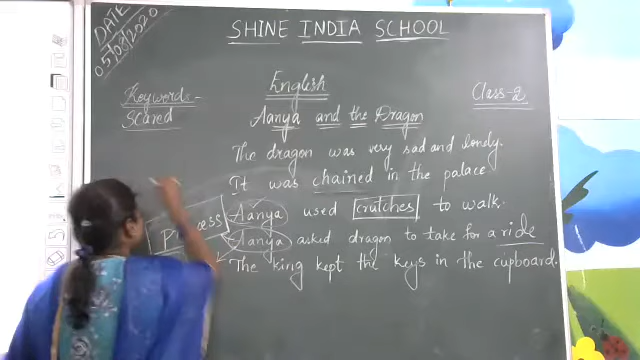 DATE
05/03/2020
SHINE INDIA SCHOOL
English
Class-2
Keywords-
Scared
Aanya and the Dragon
The dragon was very sad and lonely.
It was chained in the palace
Aanya used crutches to walk.
Princess
Aanya asked dragon to take for a ride
The king kept the keys in the cupboard.